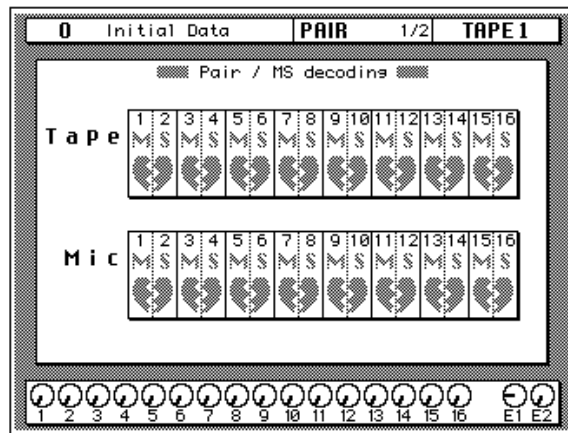 0 Initial Data PAIR 1/2 TAPE1
Pair / MS decoding
1 2 3 4 5 6 7 8 9 10 11 12 13 14 15 16
Tape M S M S M S M S M S M S M S M S
1 2 3 4 5 6 7 8 9 10 11 12 13 14 15 16
Mic M S M S M S M S M S M S M S M S
1 2 3 4 5 6 7 8 9 10 11 12 13 14 15 16 E1 E2